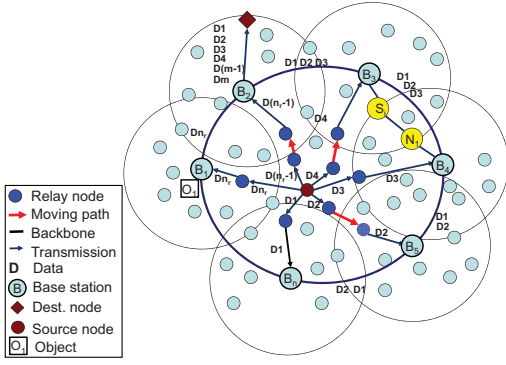 D1
D2
D3
D4
D(m-1)
Dm
D1 D2 D3
B2
B3
D1
D2
D3
S
N1
D(nr-1)
D4
Dnr
B1
O1
D(nr-1)
D4
D3
D3
B4
Dnr
Dnr
D1
D2
D2
B5
D1
D2
D1
Bn
D2 D1
Relay node
Moving path
Backbone
Transmission
D Data
B Base station
Dest. node
Source node
O1 Object